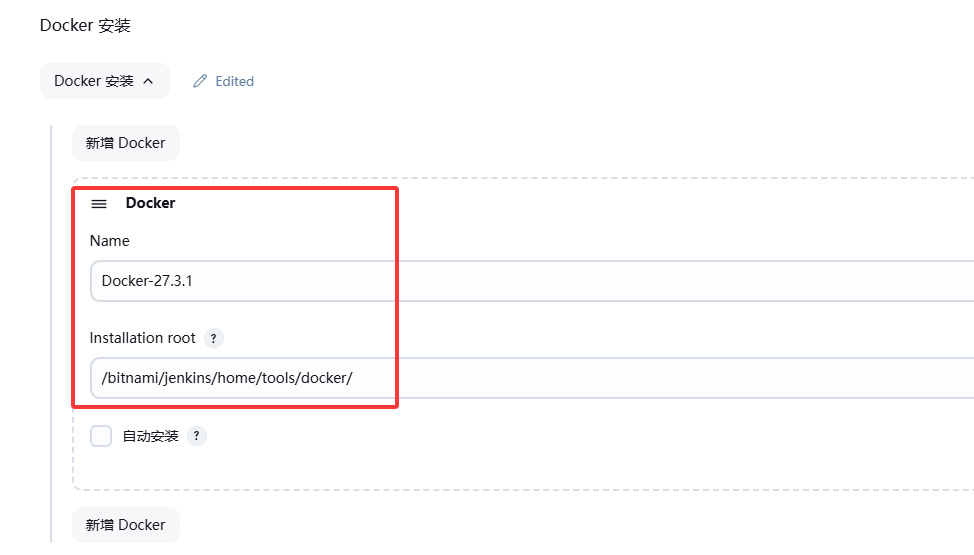 Docker 安装
Docker 安装
Edited
新增 Docker
Docker
Name
Docker-27.3.1
Installation root ?
/bitnami/jenkins/home/tools/docker/
自动安装 ?
新增 Docker